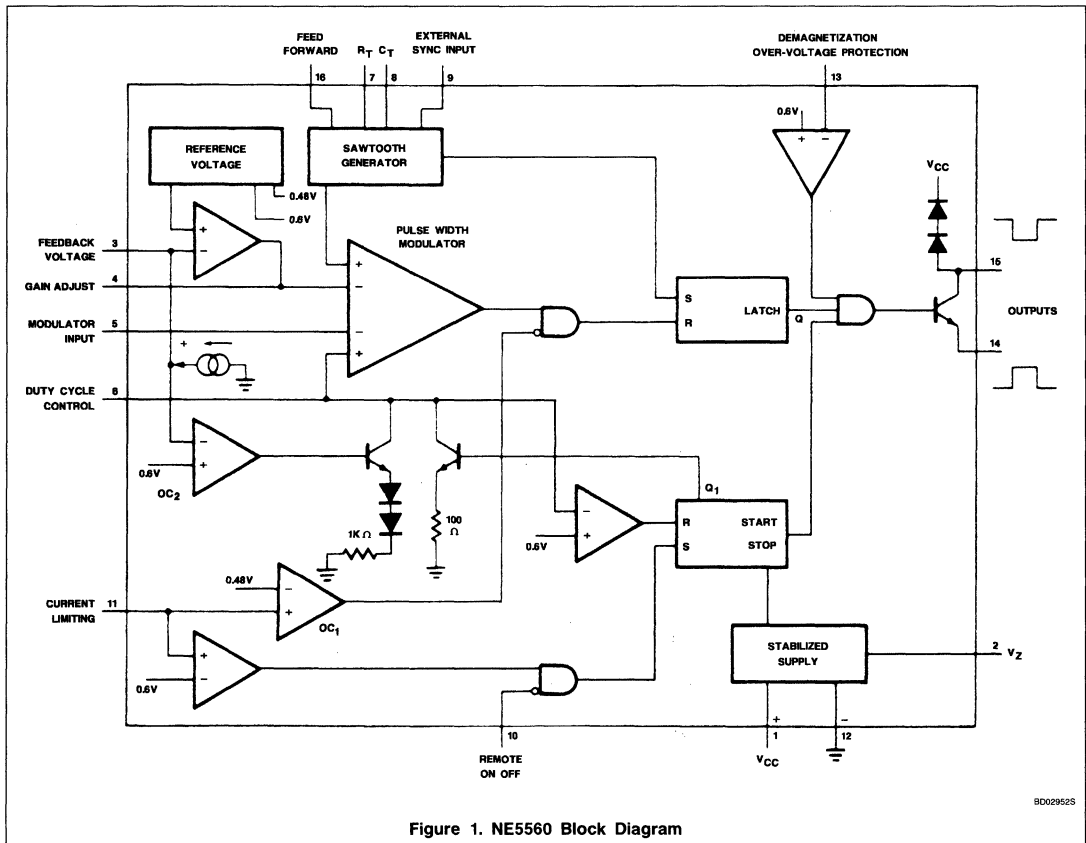 FEED
FORWARD
16
R_T
7
C_T
8
EXTERNAL
SYNC INPUT
9
DEMAGNETIZATION
OVER-VOLTAGE PROTECTION
13
REFERENCE
VOLTAGE
0.48V
0.6V
SAWTOOTH
GENERATOR
0.6V
+ −
V_CC
FEEDBACK
VOLTAGE
3
+
−
GAIN ADJUST
4
MODULATOR
INPUT
5
PULSE WIDTH
MODULATOR
+
−
−
+
S
R
LATCH
Q
15
OUTPUTS
14
+
DUTY CYCLE
CONTROL
6
−
+
0.6V
OC2
1KΩ
100
Ω
−
+
0.6V
Q1
R
S
START
STOP
0.48V
−
+
OC1
CURRENT
LIMITING
11
+
−
0.6V
REMOTE
ON OFF
10
STABILIZED
SUPPLY
2
V_Z
+
1
V_CC
−
12
BD02952S
Figure 1. NE5560 Block Diagram